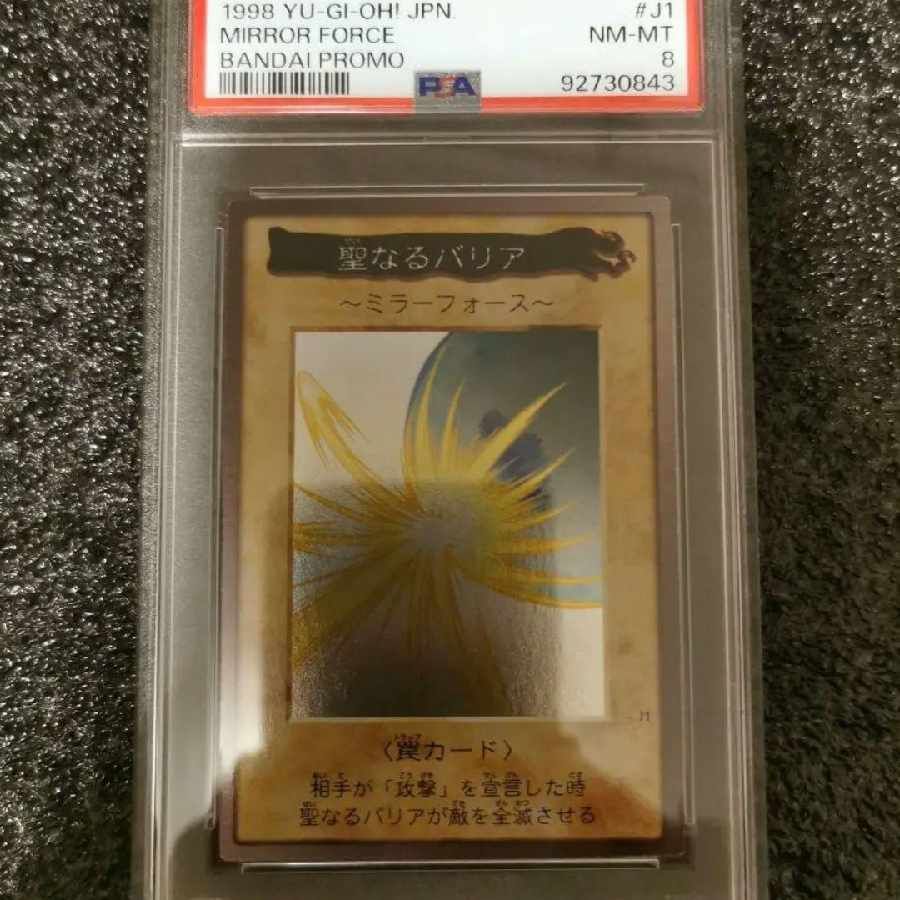 1998 YU-GI-OH! JPN. #J1
MIRROR FORCE NM-MT
BANDAI PROMO 8
PSA 92730843
聖なるバリア
～ミラーフォース～
J1
〈罠カード〉
相手が「攻撃」を宣言した時
聖なるバリアが敵を全滅させる